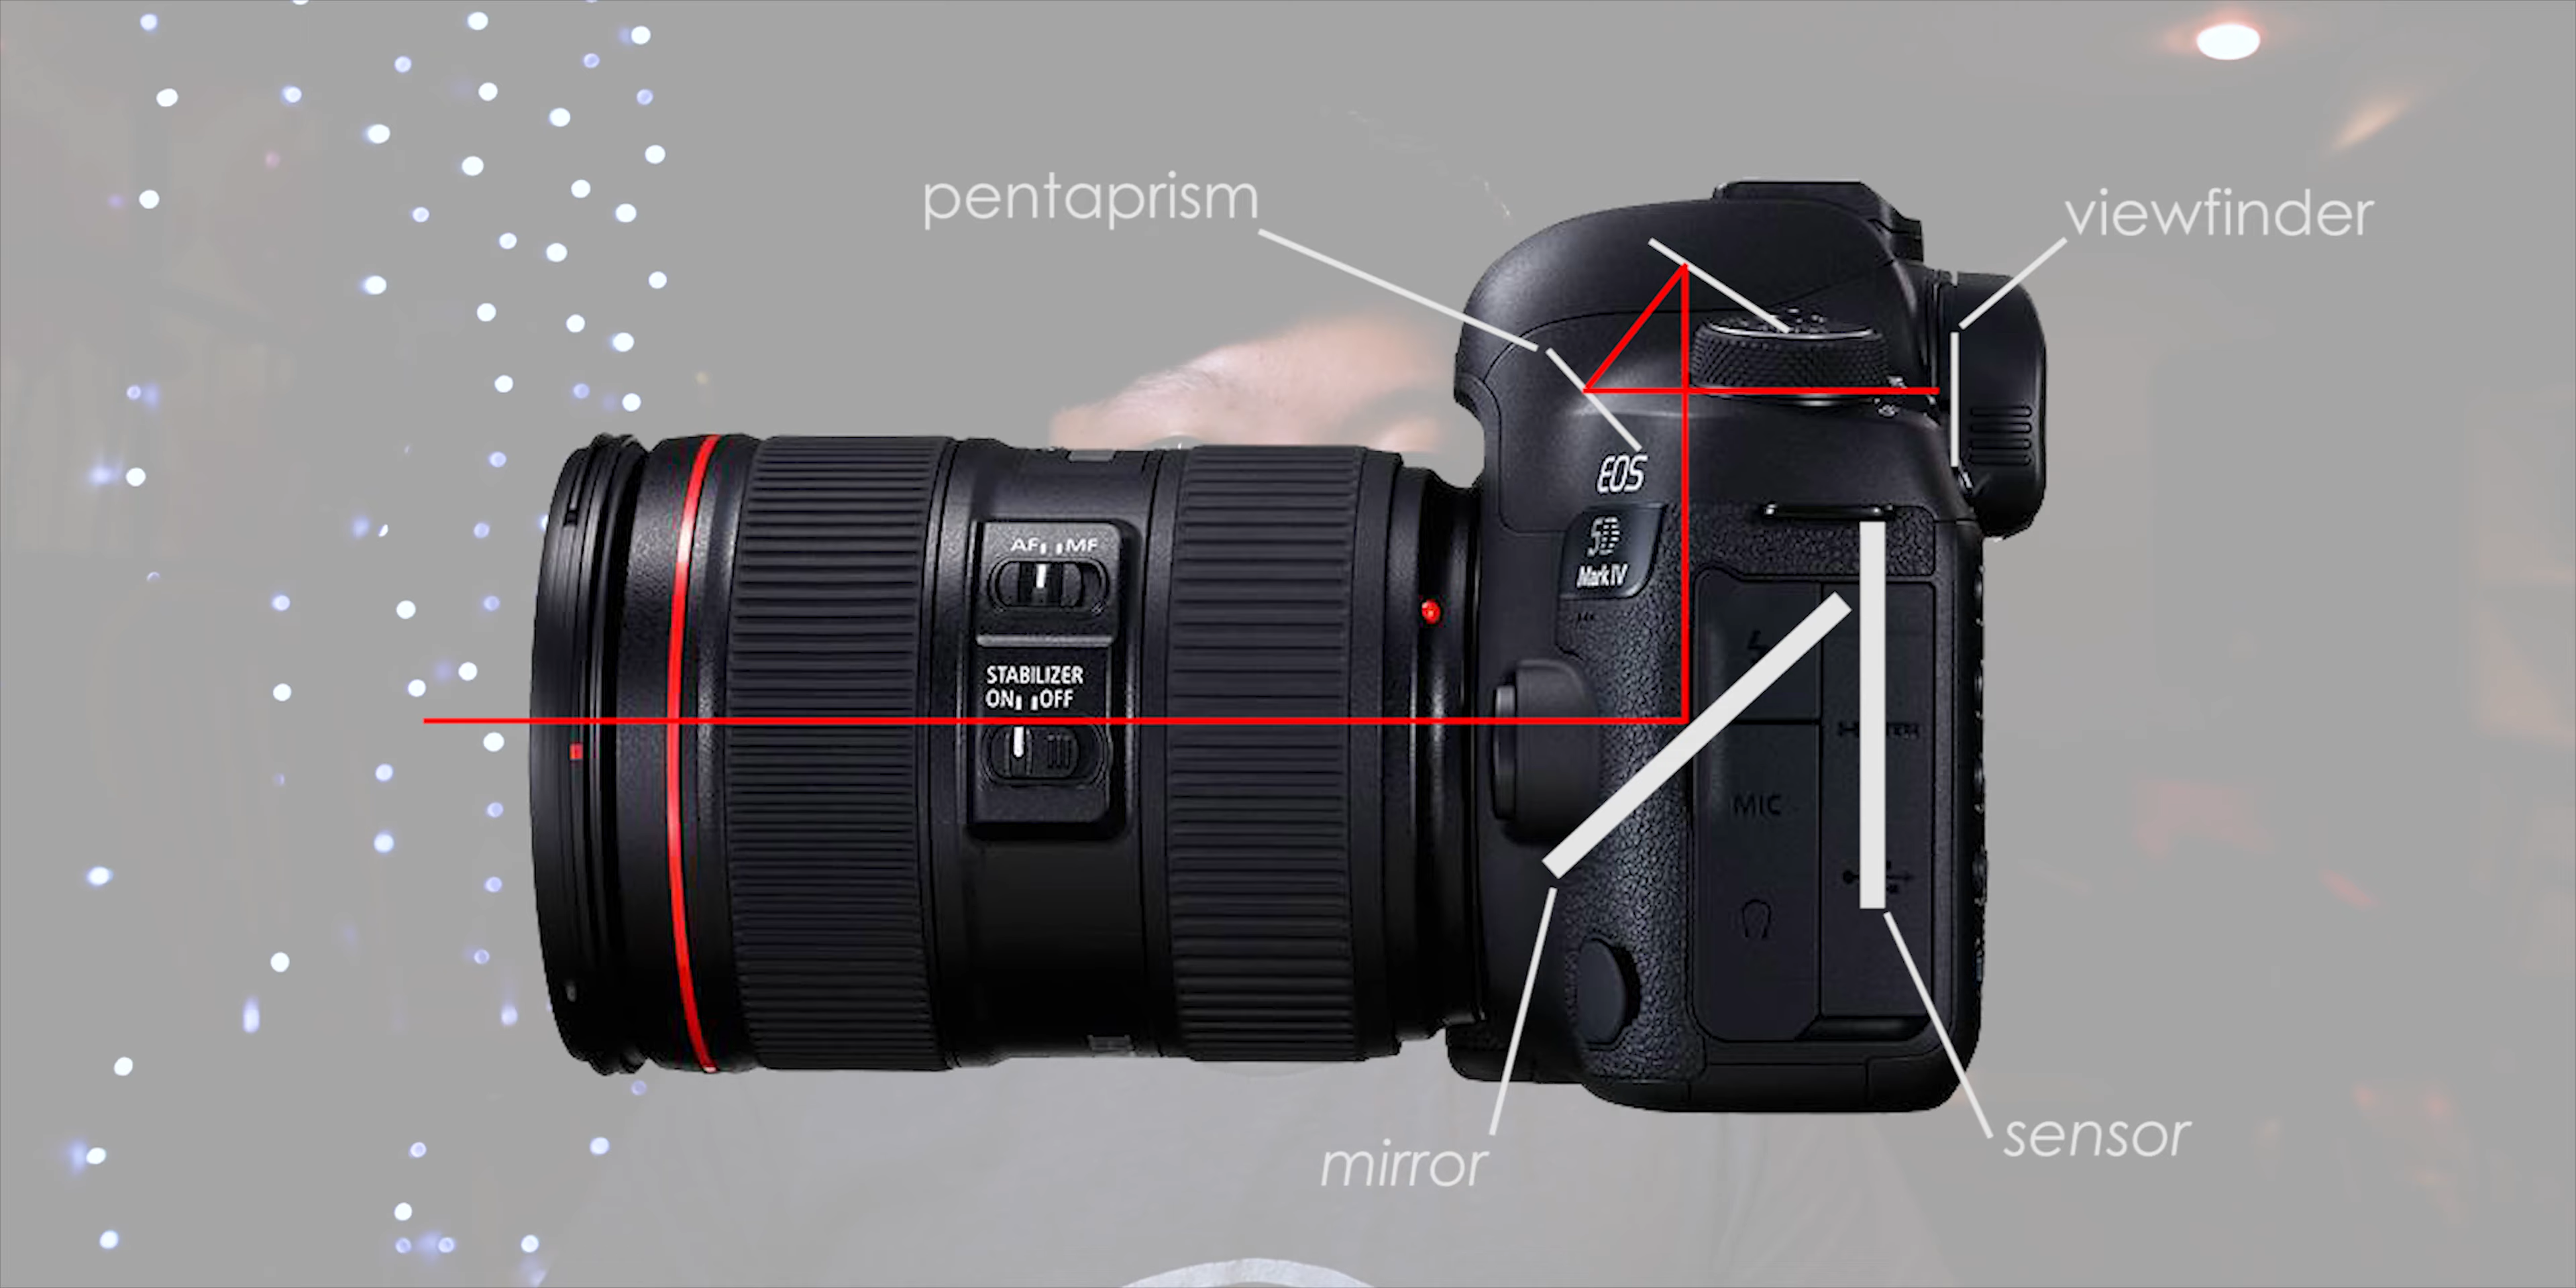 pentaprism
viewfinder
EOS
5D
Mark IV
AF MF
STABILIZER
ON OFF
MIC
mirror
sensor